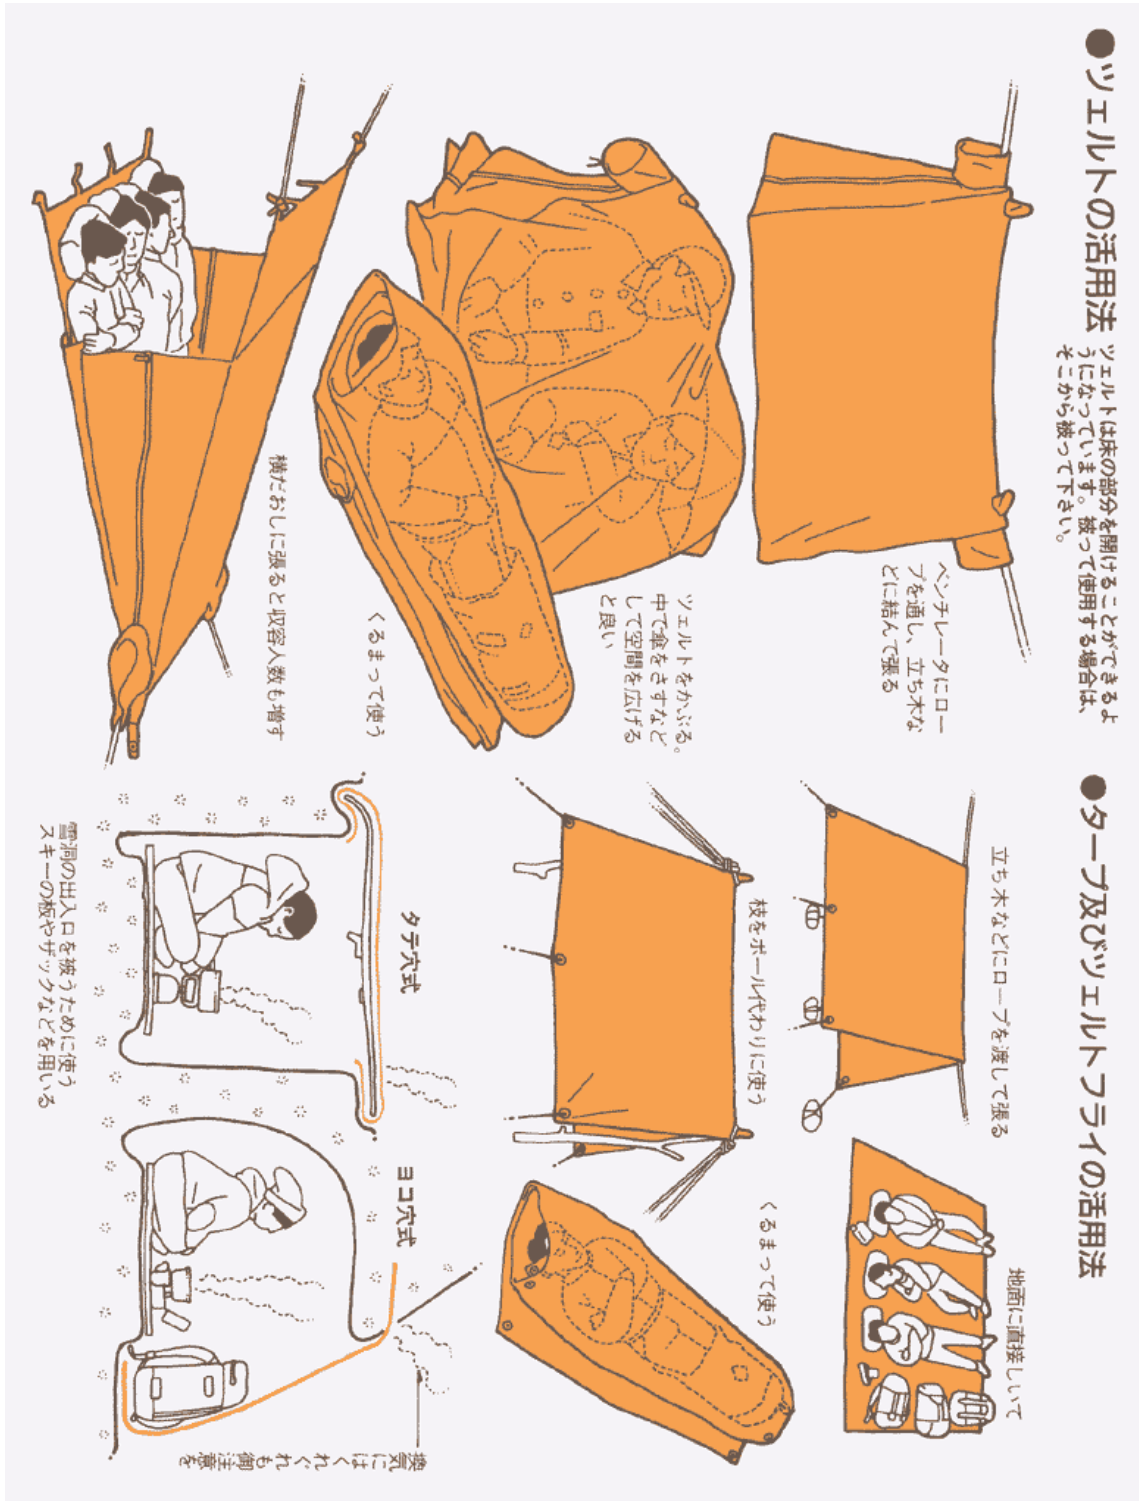 ●ツェルトの活用法
ツェルトは床の部分を開けることができるよ
うになっています。被って使用する場合は、
そこから被って下さい。
ベンチレータにロー
プを通し、立ち木な
どに結んで張る
ツェルトをかぶる。
中で傘をさすなど
して空間を広げる
と良い
くるまって使う
横だおしに張ると収容人数も増す
●タープ及びツェルトフライの活用法
立ち木などにロープを渡して張る
地面に直接しいて
枝をポール代わりに使う
くるまって使う
タテ穴式
ヨコ穴式
雪洞の出入口を被うために使う
スキーの板やザックなどを用いる
換気にはくれぐれも御注意を